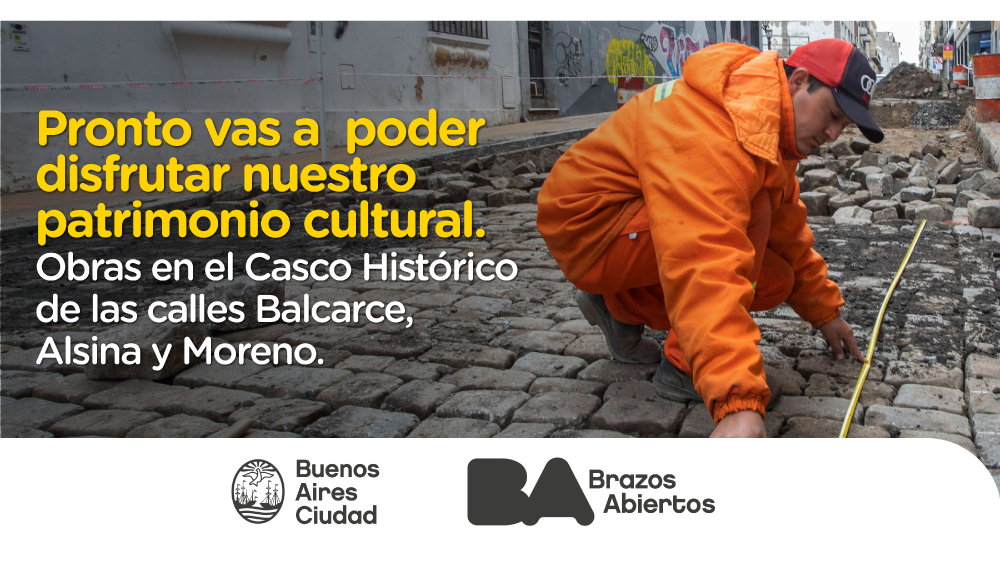 Pronto vas a poder
disfrutar nuestro
patrimonio cultural.
Obras en el Casco Histórico
de las calles Balcarce,
Alsina y Moreno.
Buenos
Aires
Ciudad
BA
Brazos
Abiertos